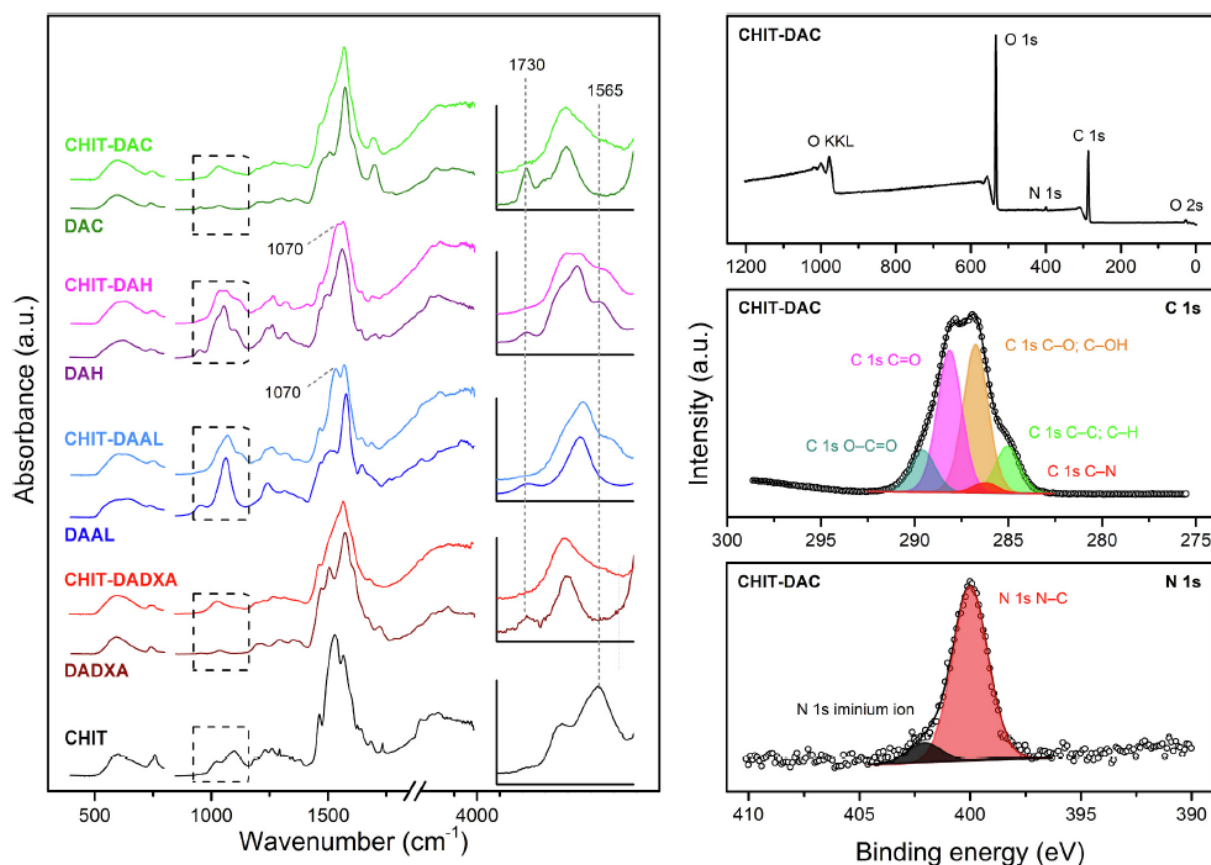 1730
1565
CHIT-DAC
DAC
1070
CHIT-DAH
DAH
1070
CHIT-DAAL
DAAL
CHIT-DADXA
DADXA
CHIT
Absorbance (a.u.)
500 1000 1500 4000
Wavenumber (cm⁻¹)
CHIT-DAC
O 1s
C 1s
O KKL
N 1s
O 2s
1200 1000 800 600 400 200 0
CHIT-DAC C 1s
C 1s C=O
C 1s C–O; C–OH
C 1s O–C=O
C 1s C–C; C–H
C 1s C–N
300 295 290 285 280 275
Intensity (a.u.)
CHIT-DAC N 1s
N 1s N–C
N 1s iminium ion
410 405 400 395 390
Binding energy (eV)